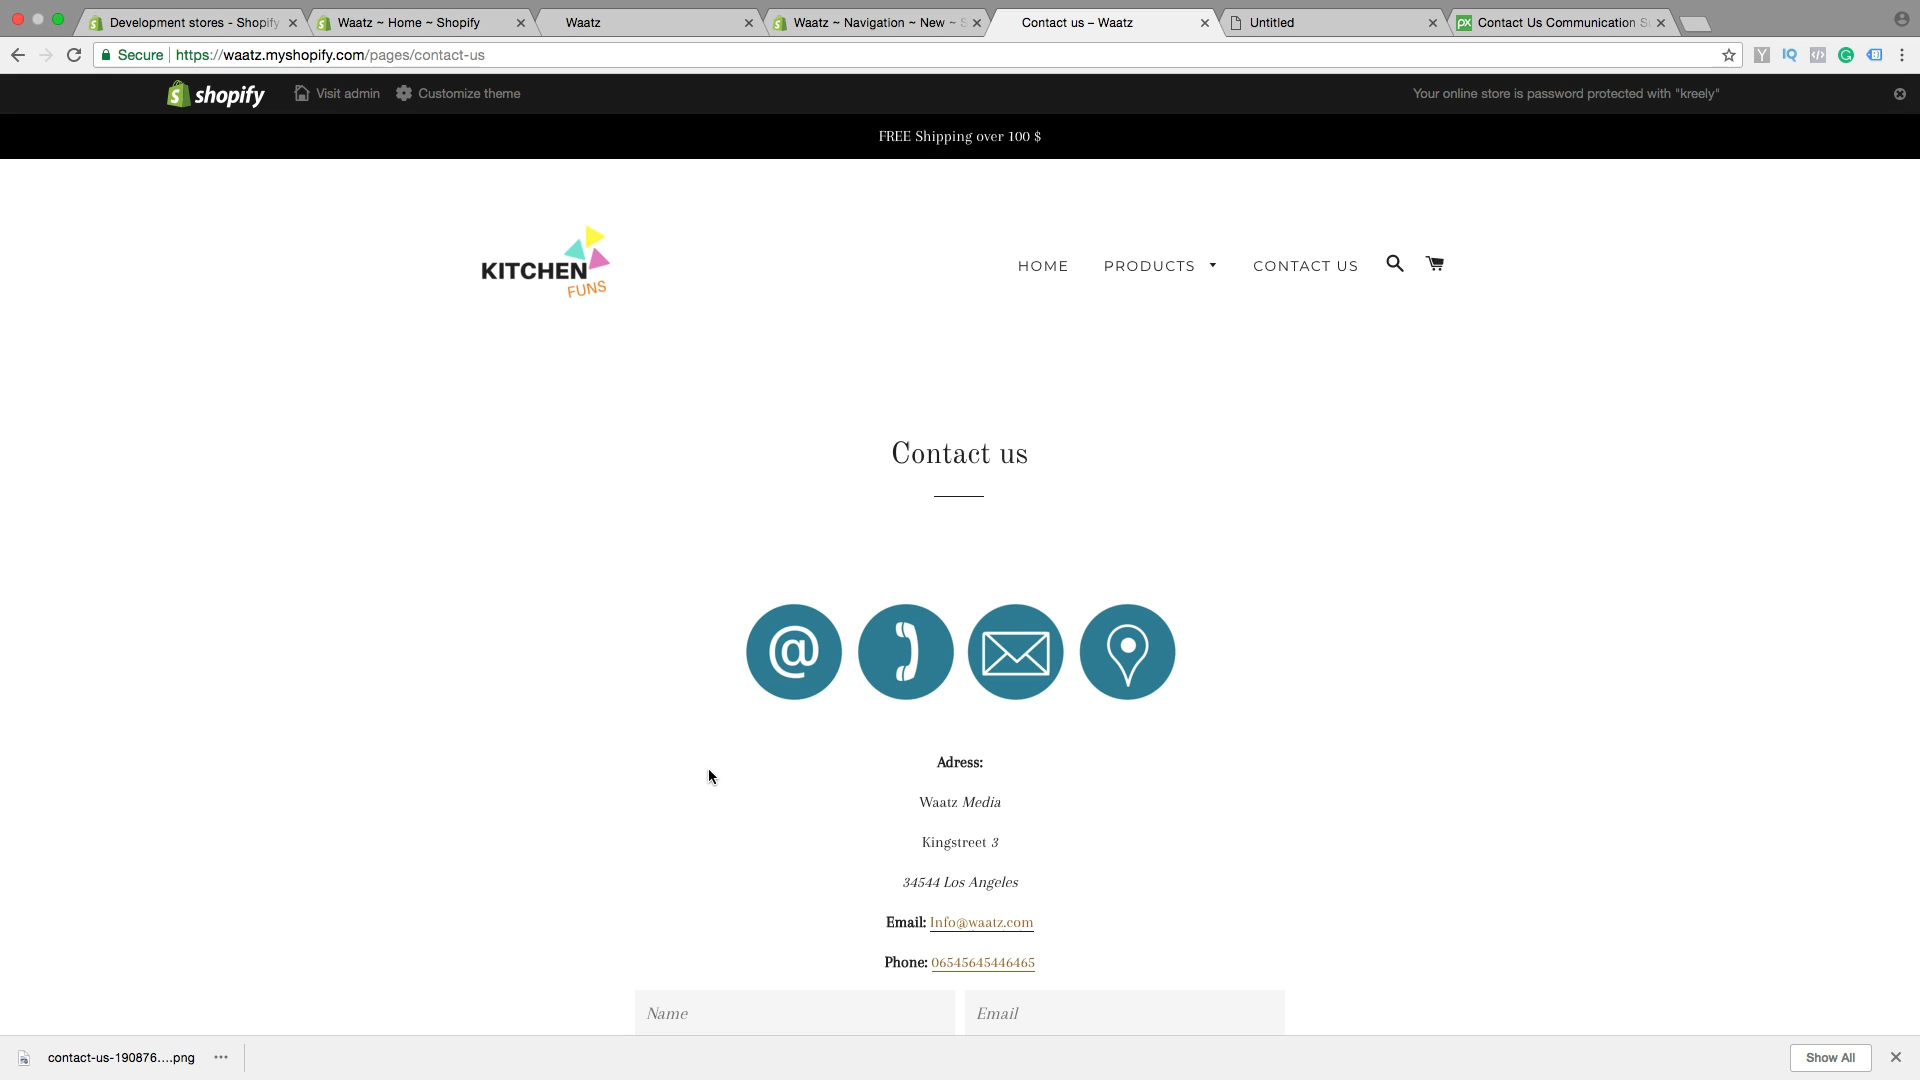 Development stores - Shopify
Waatz ~ Home ~ Shopify
Waatz
Waatz ~ Navigation ~ New ~ S
Contact us – Waatz
Untitled
Contact Us Communication S
Secure
https://waatz.myshopify.com/pages/contact-us
shopify
Visit admin
Customize theme
Your online store is password protected with "kreely"
FREE Shipping over 100 $
KITCHEN
FUNS
HOME
PRODUCTS
CONTACT US
Contact us
@
Adress:
Waatz Media
Kingstreet 3
34544 Los Angeles
Email: Info@waatz.com
Phone: 06545645446465
Name
Email
contact-us-190876....png
Show All